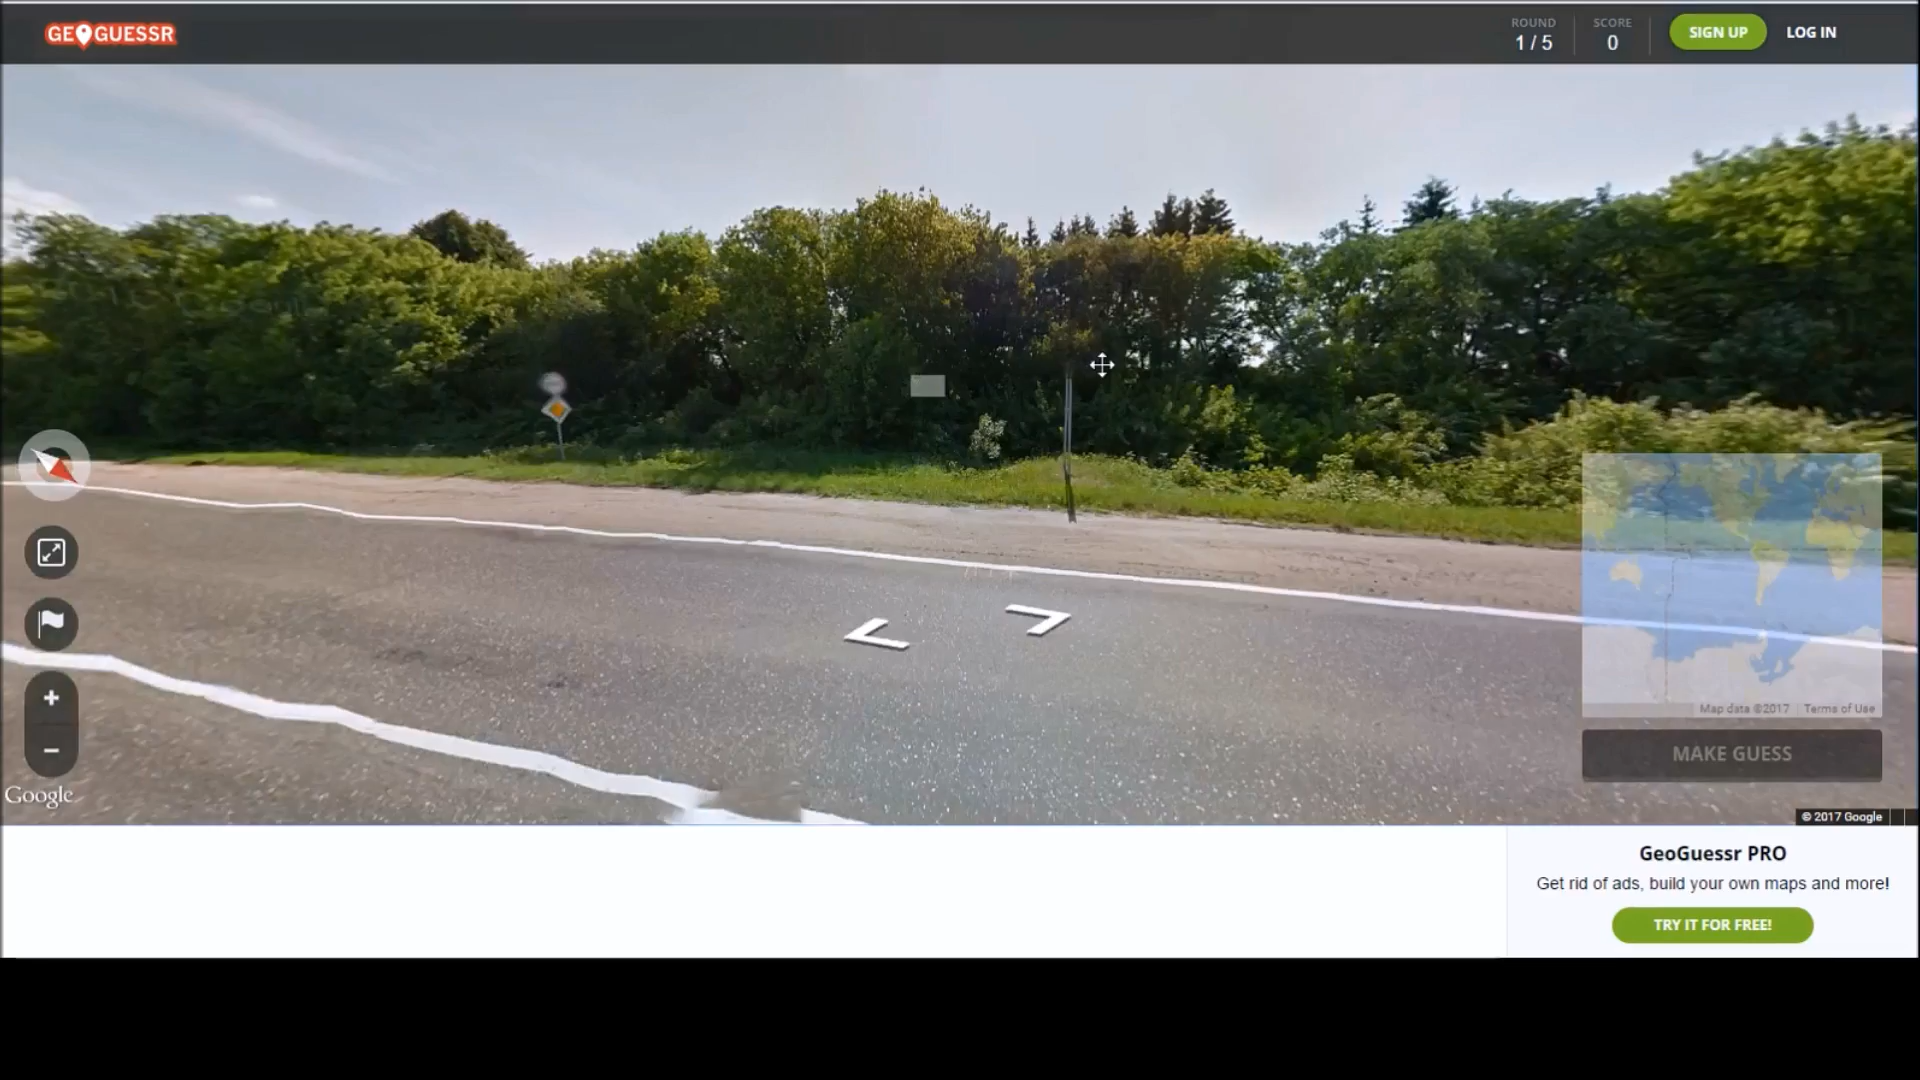 GEOGUESSR
ROUND
1 / 5
SCORE
0
SIGN UP
LOG IN
Map data ©2017
Terms of Use
MAKE GUESS
Google
© 2017 Google
GeoGuessr PRO
Get rid of ads, build your own maps and more!
TRY IT FOR FREE!